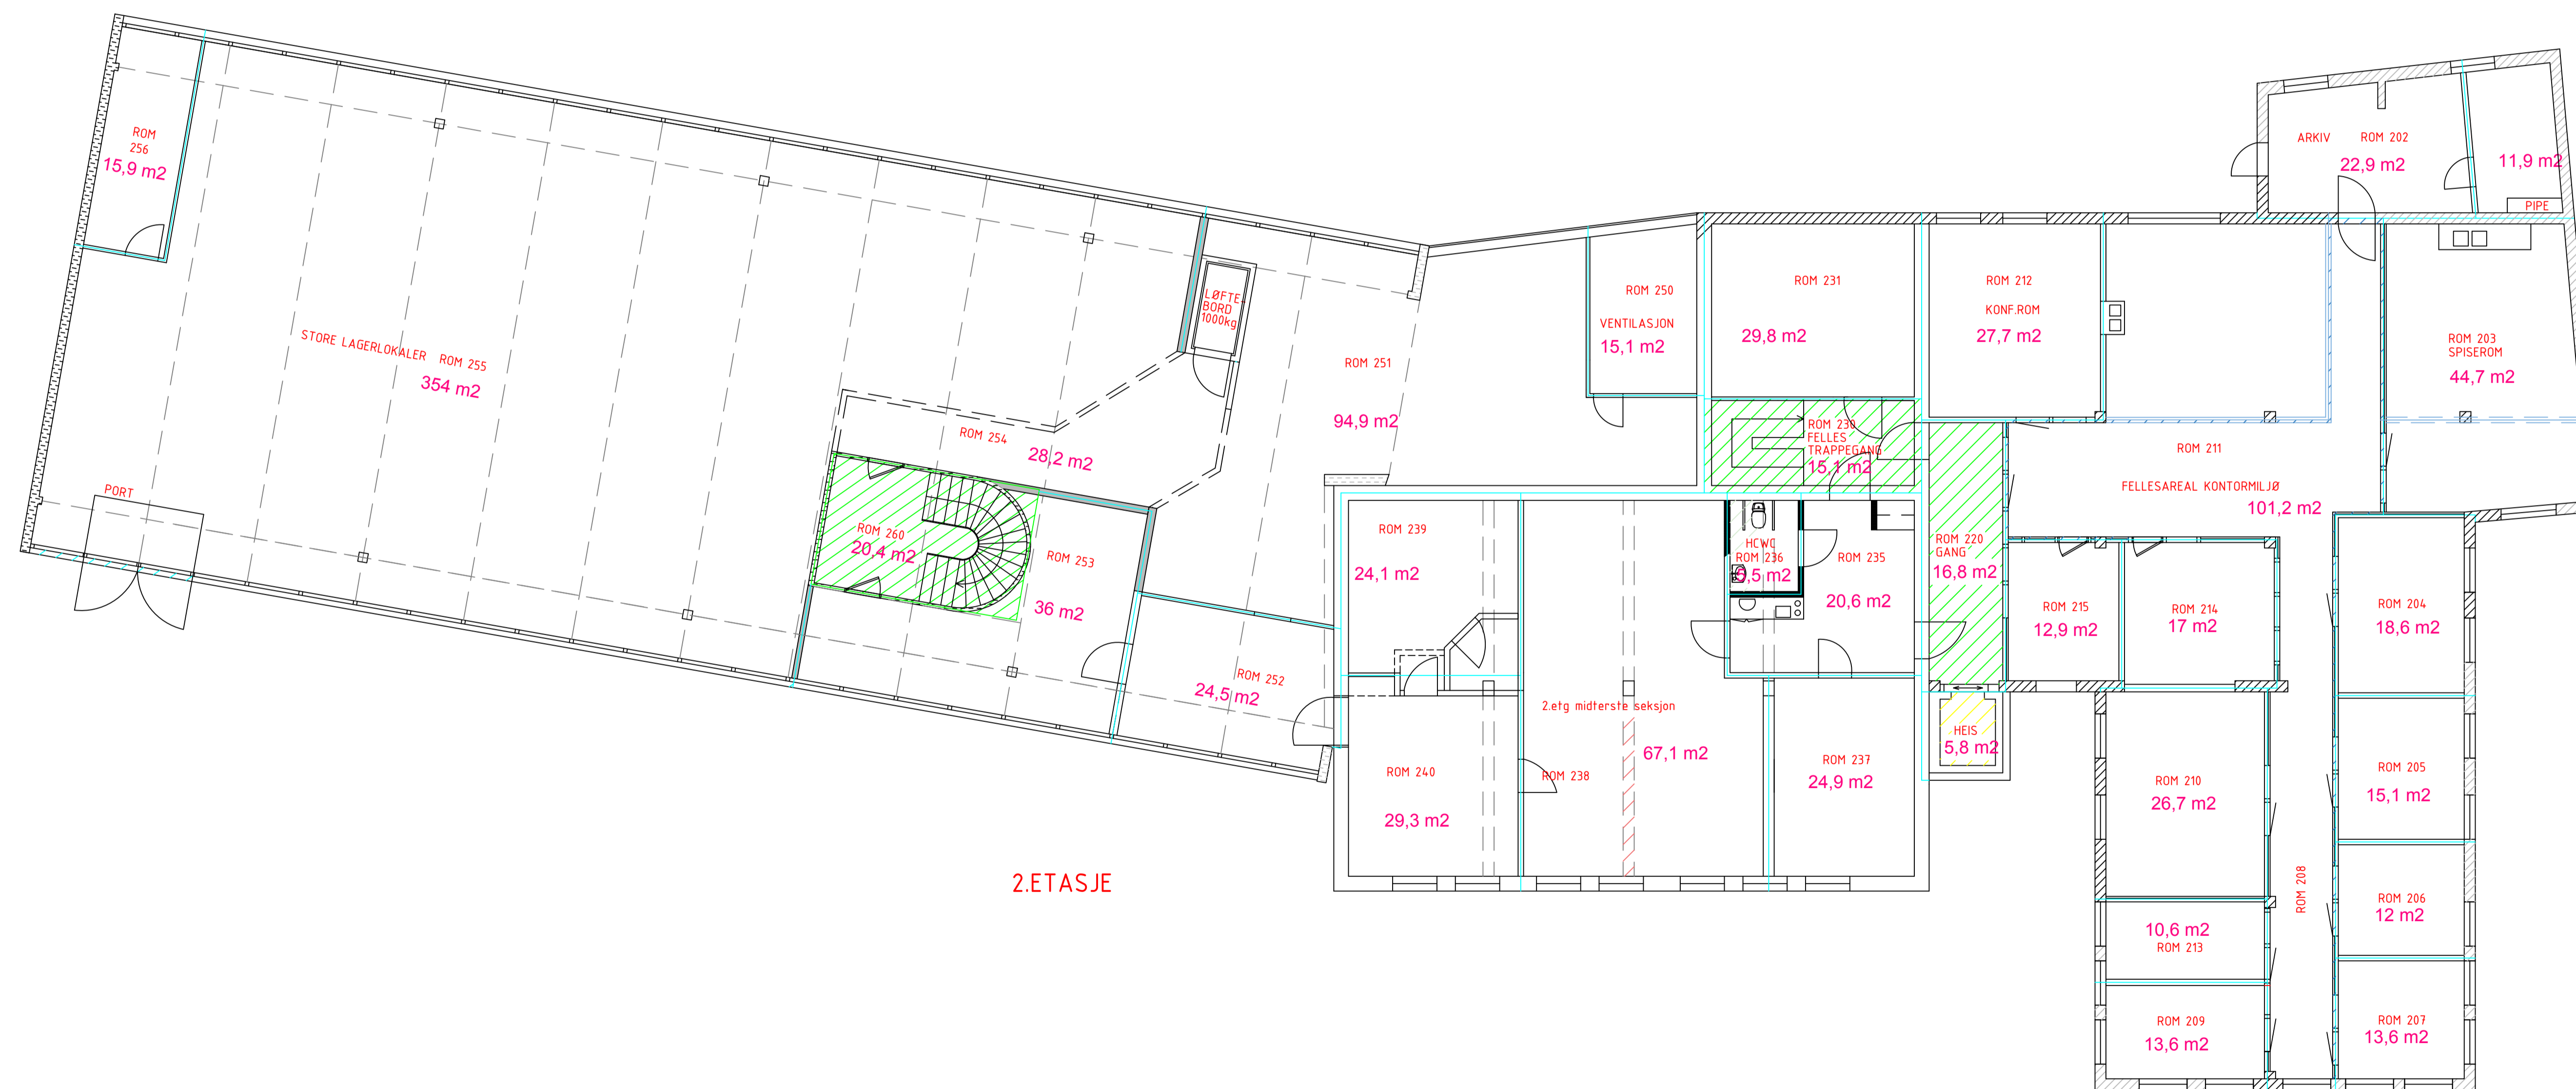 ROM
256
15,9 m2
STORE LAGERLOKALER ROM 255
354 m2
PORT
LØFTE-
BORD
1000kg
ROM 254
28,2 m2
ROM 260
20,4 m2
ROM 253
36 m2
ROM 252
24,5 m2
ROM 251
94,9 m2
ROM 250
VENTILASJON
15,1 m2
ROM 231
29,8 m2
ROM 230
FELLES
TRAPPEGANG
15,1 m2
ROM 212
KONF.ROM
27,7 m2
ARKIV ROM 202
22,9 m2
11,9 m2
PIPE
ROM 203
SPISEROM
44,7 m2
ROM 211
FELLESAREAL KONTORMILJØ
101,2 m2
ROM 239
24,1 m2
HCWC
ROM 236
5,5 m2
ROM 235
20,6 m2
ROM 220
GANG
16,8 m2
ROM 215
12,9 m2
ROM 214
17 m2
ROM 204
18,6 m2
2.etg midterste seksjon
67,1 m2
ROM 238
ROM 240
29,3 m2
ROM 237
24,9 m2
HEIS
5,8 m2
ROM 210
26,7 m2
ROM 205
15,1 m2
ROM 208
ROM 206
12 m2
10,6 m2
ROM 213
ROM 209
13,6 m2
ROM 207
13,6 m2
2.ETASJE